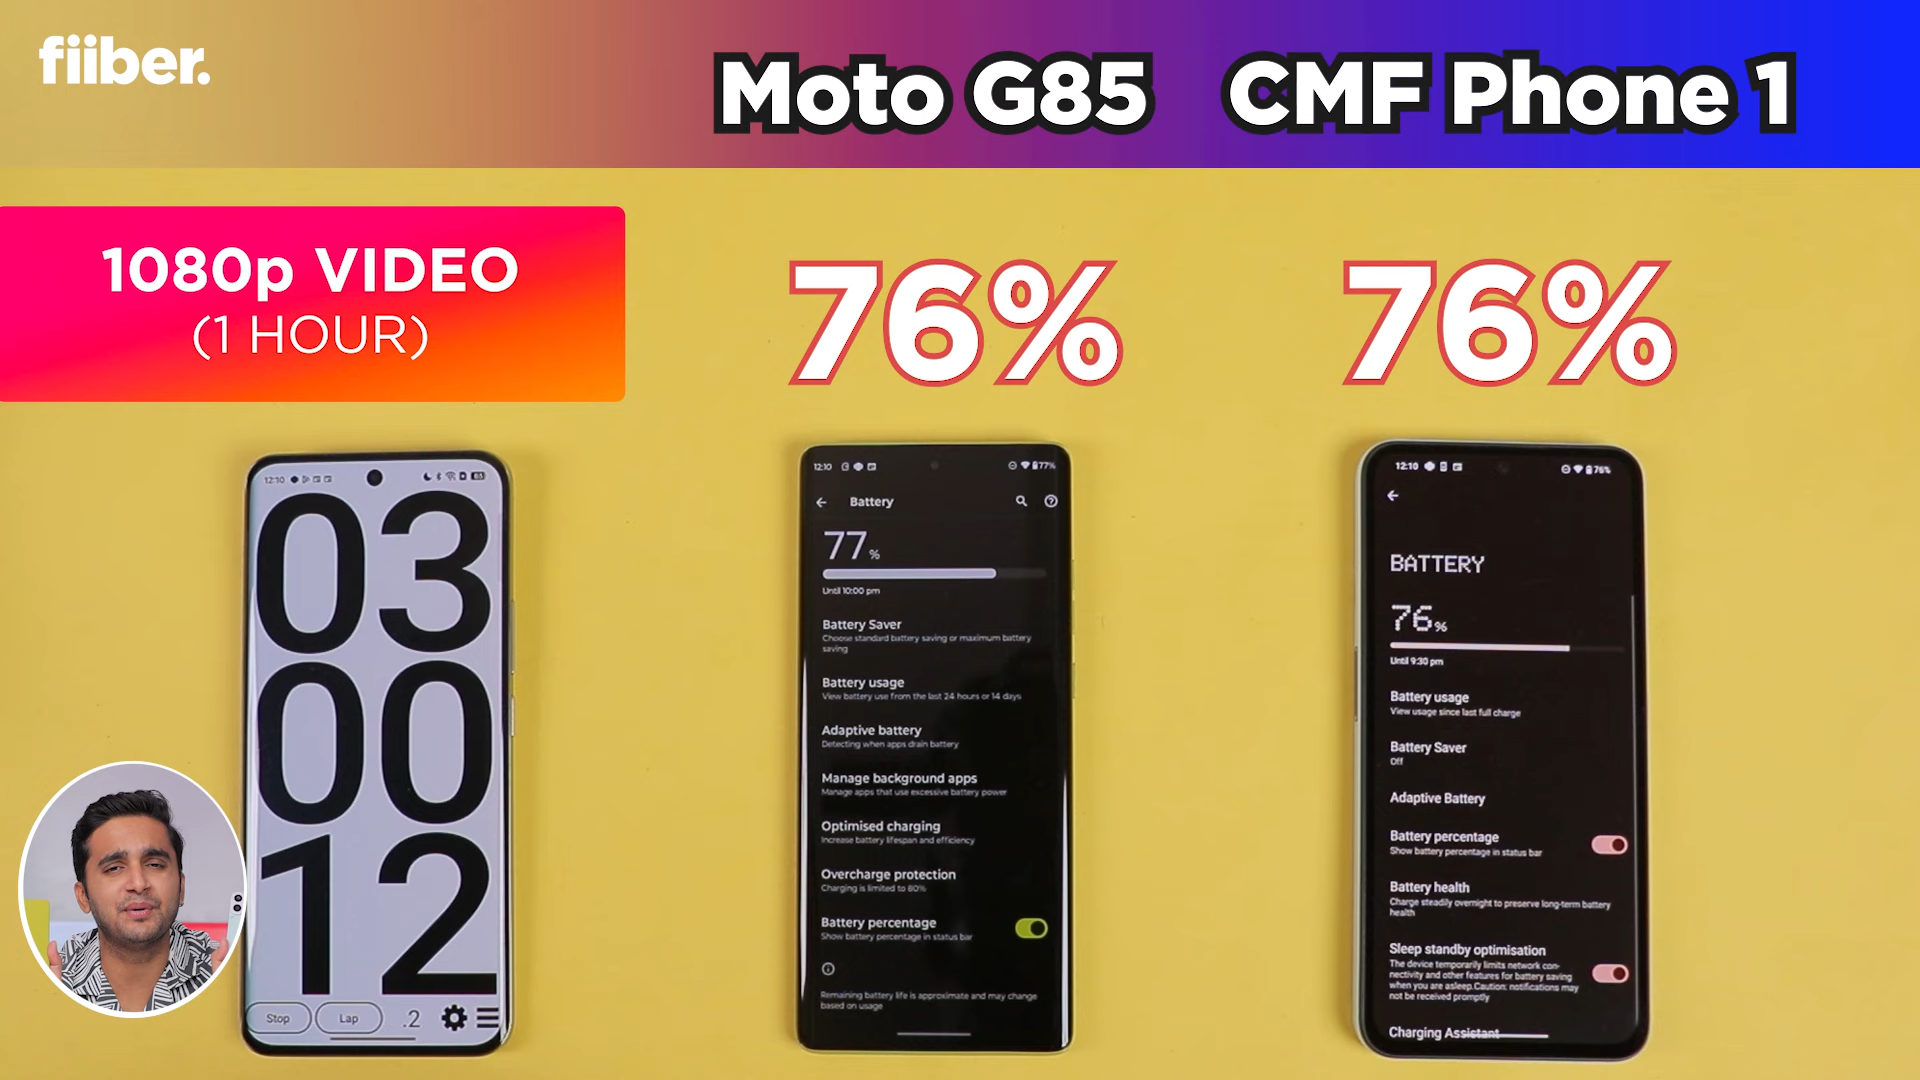 fiiber.
Moto G85
CMF Phone 1
1080p VIDEO
(1 HOUR)
76%
76%
12:10
85
03
00
12
Stop
Lap
.2
12:10
77%
Battery
77%
Until 10:00 pm
Battery Saver
Choose standard battery saving or maximum battery
saving
Battery usage
View battery use from the last 24 hours or 14 days
Adaptive battery
Detecting when apps drain battery
Manage background apps
Manage apps that use excessive battery power
Optimised charging
Increase battery lifespan and efficiency
Overcharge protection
Charging is limited to 80%
Battery percentage
Show battery percentage in status bar
Remaining battery life is approximate and may change
based on usage
12:10
76%
BATTERY
76%
Until 9:30 pm
Battery usage
View usage since last full charge
Battery Saver
Off
Adaptive Battery
Battery percentage
Show battery percentage in status bar
Battery health
Charge steadily overnight to preserve long-term battery
health
Sleep standby optimisation
The device temporarily limits network con-
nectivity and other features for battery saving
when you are asleep.Caution: notifications may
not be received promptly
Charging Assistant